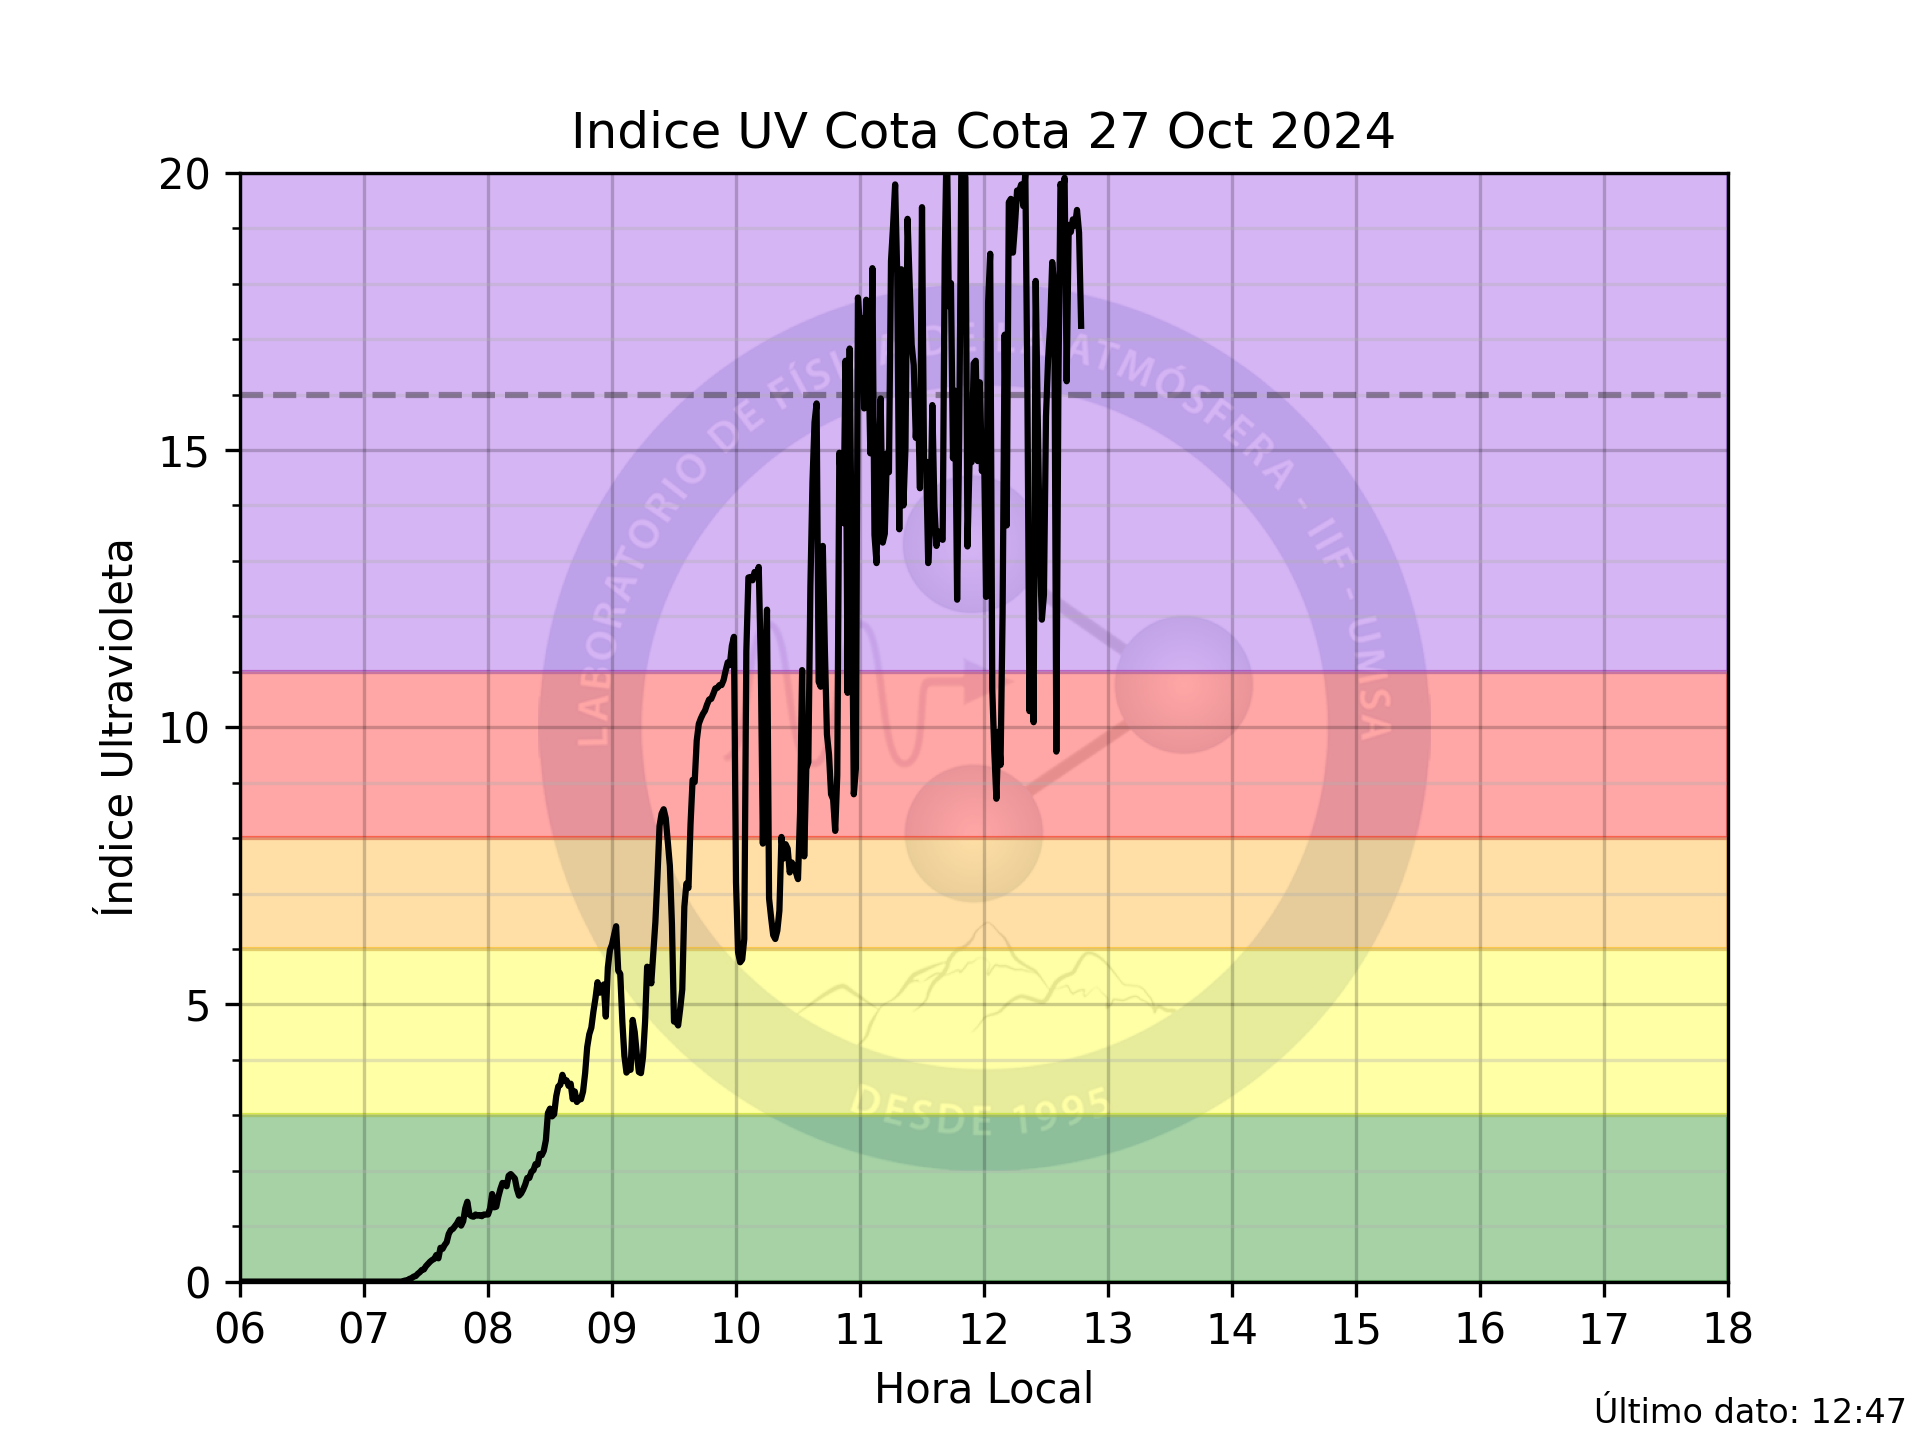 Indice UV Cota Cota 27 Oct 2024
20
15
10
5
0
Índice Ultravioleta
LABORATORIO DE FÍSICA DE LA ATMÓSFERA - IIF - UMSA
DESDE 1995
06 07 08 09 10 11 12 13 14 15 16 17 18
Hora Local
Último dato: 12:47